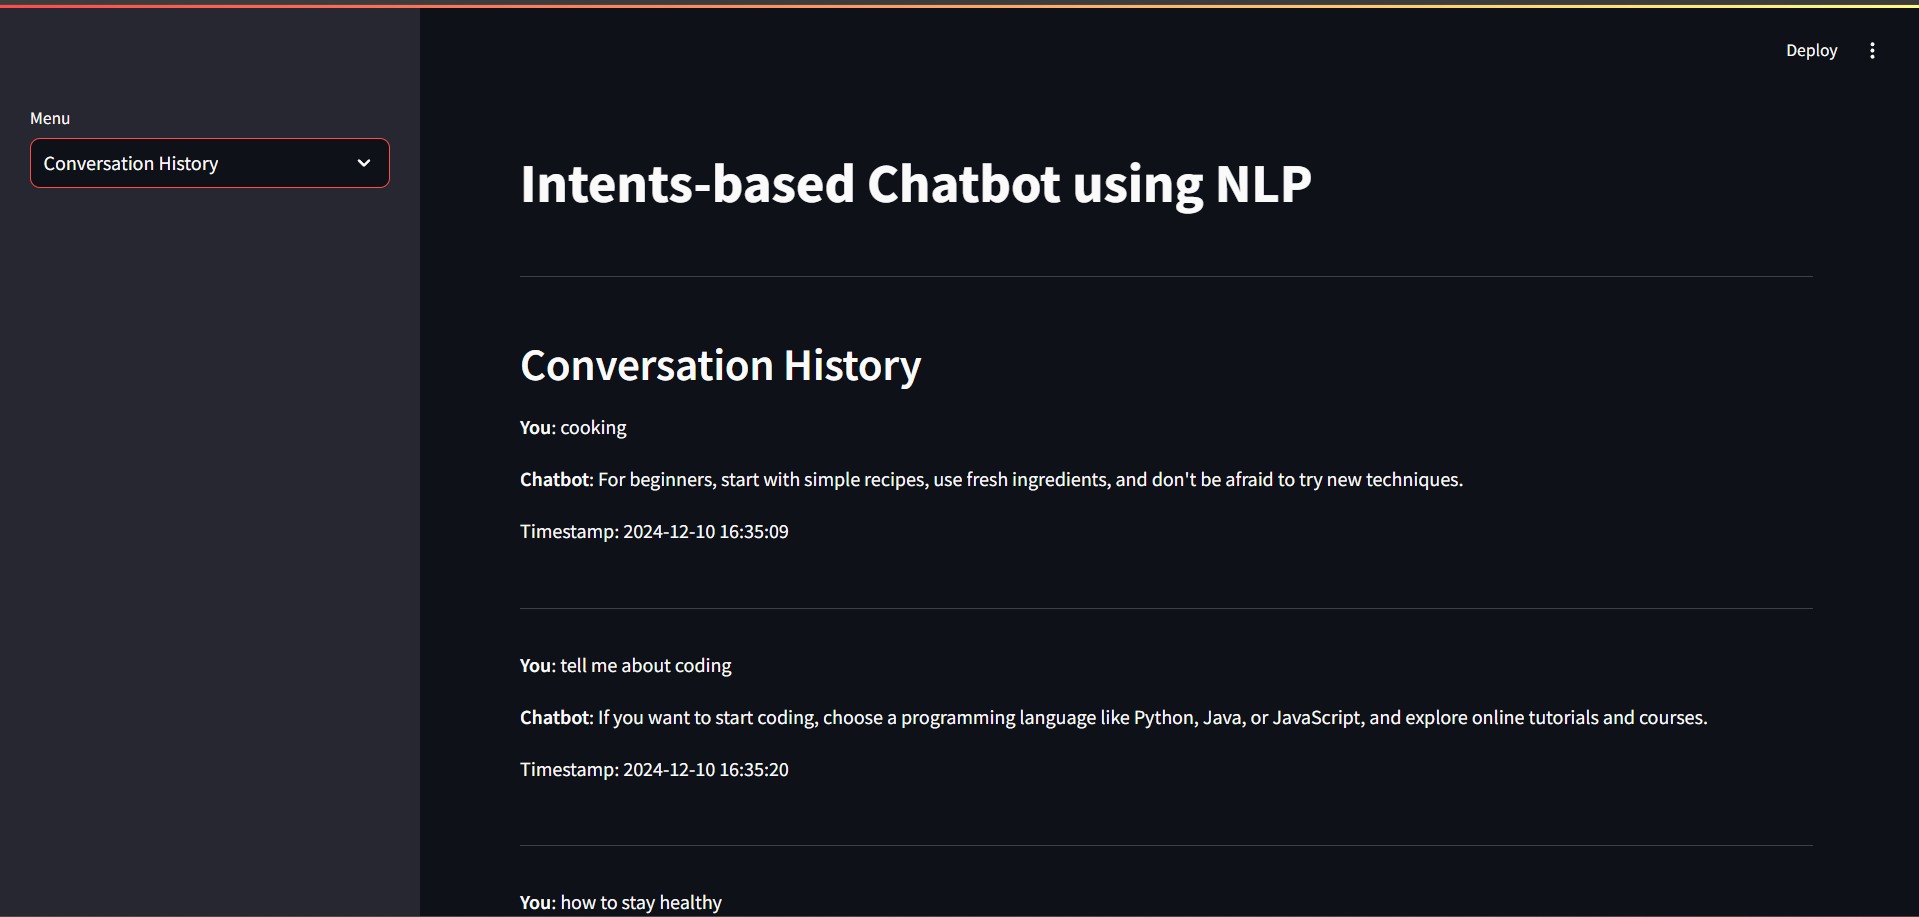 Deploy
Menu
Conversation History
Intents-based Chatbot using NLP
Conversation History
You: cooking
Chatbot: For beginners, start with simple recipes, use fresh ingredients, and don't be afraid to try new techniques.
Timestamp: 2024-12-10 16:35:09
You: tell me about coding
Chatbot: If you want to start coding, choose a programming language like Python, Java, or JavaScript, and explore online tutorials and courses.
Timestamp: 2024-12-10 16:35:20
You: how to stay healthy